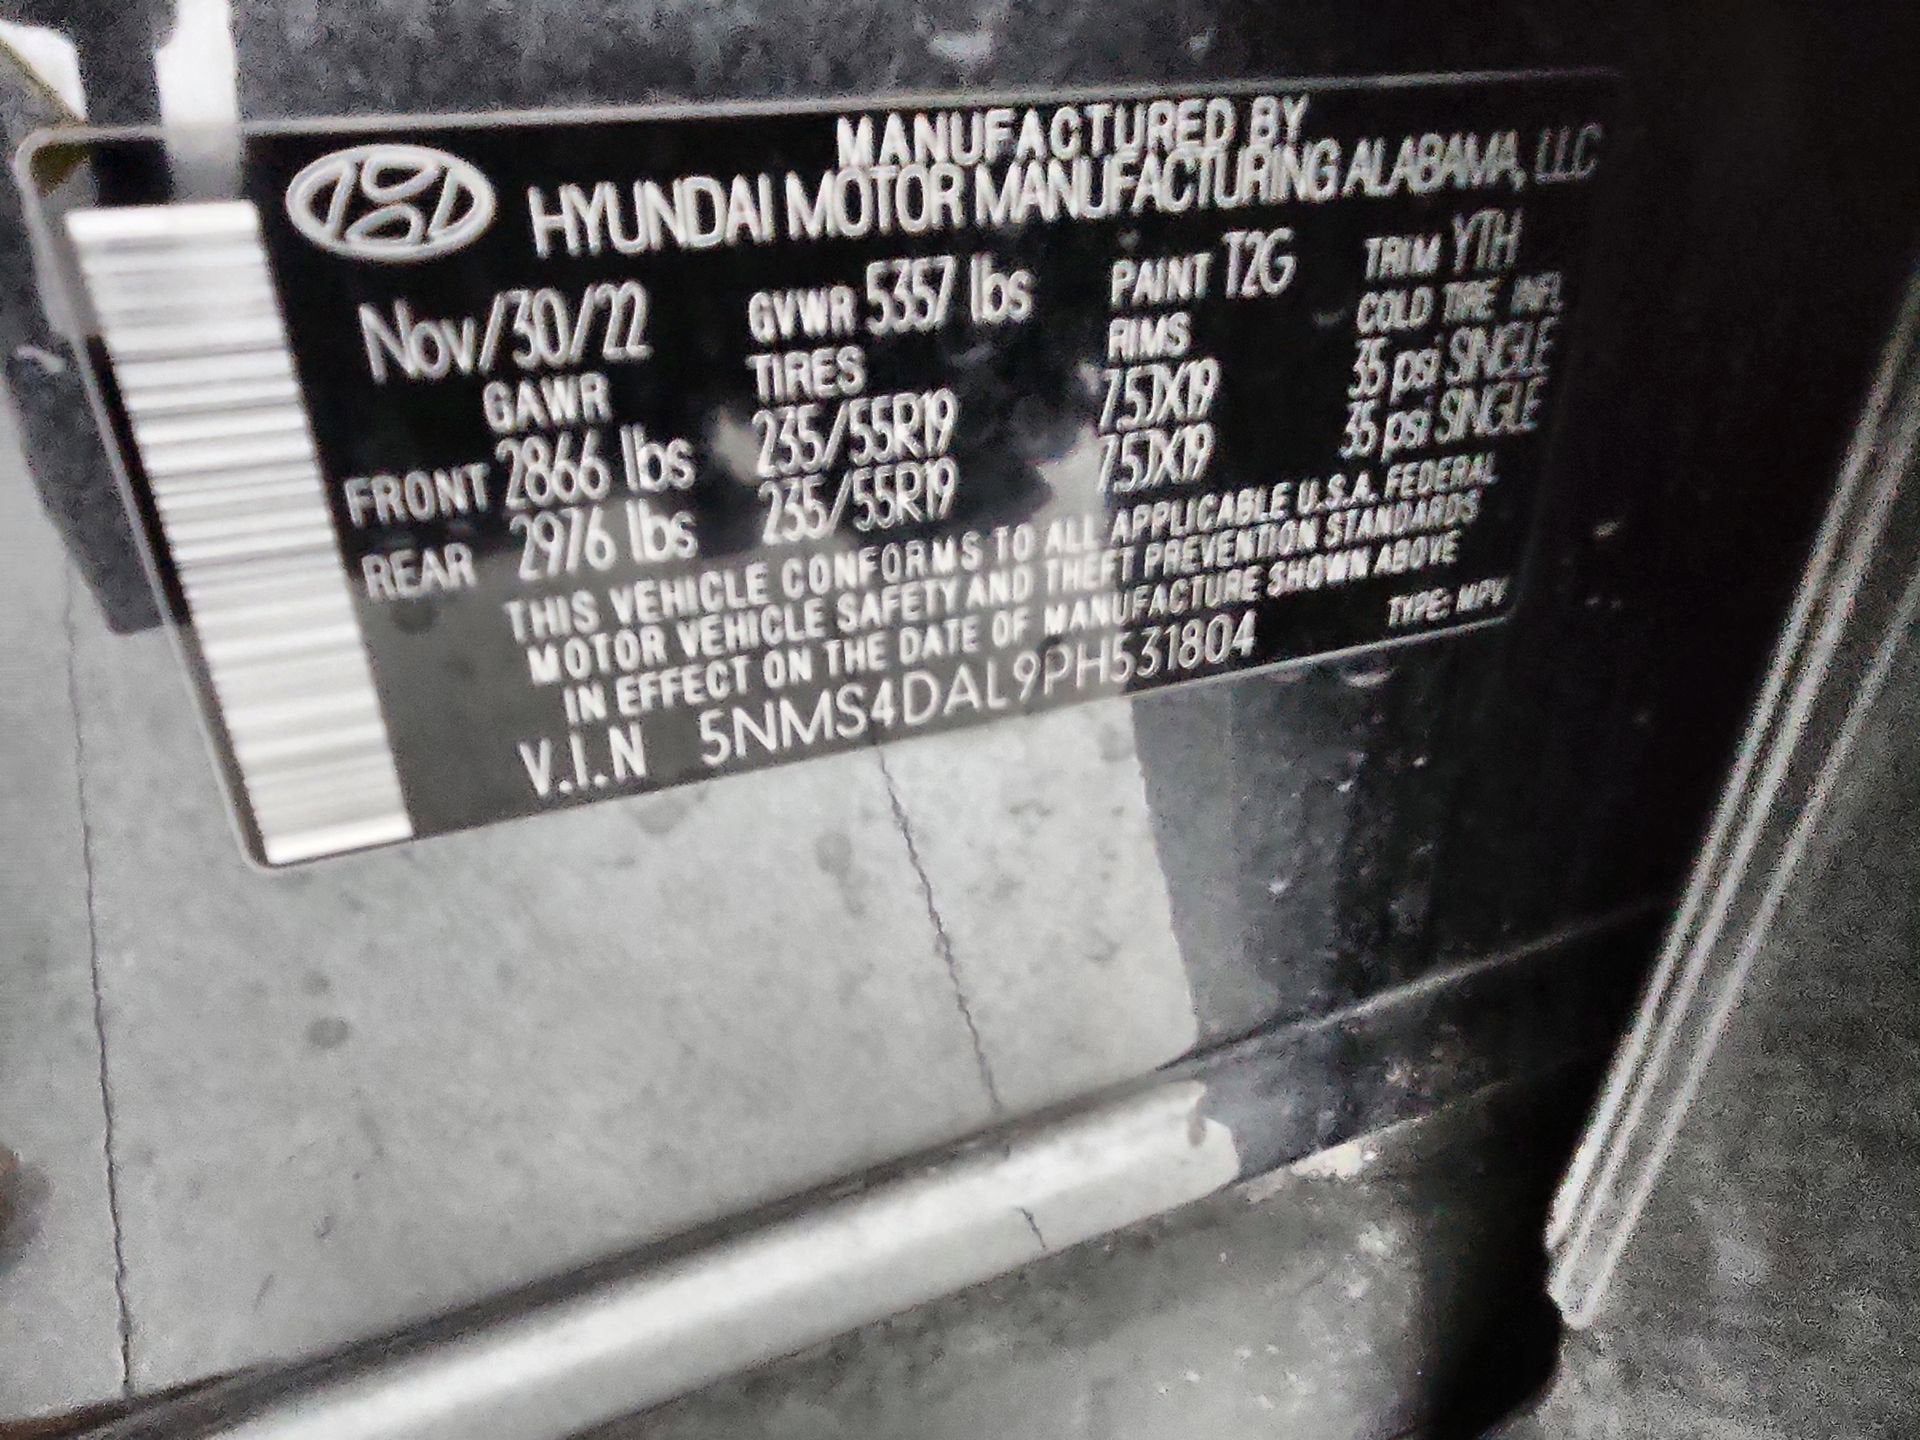 MANUFACTURED BY
HYUNDAI MOTOR MANUFACTURING ALABAMA, LLC
Nov/30/22 GVWR 5357 lbs PAINT T2G TRIM YTH
GAWR TIRES RIMS COLD TIRE INFL
FRONT 2866 lbs 235/55R19 7.5JX19 35 psi SINGLE
REAR 2976 lbs 235/55R19 7.5JX19 35 psi SINGLE
THIS VEHICLE CONFORMS TO ALL APPLICABLE U.S.A. FEDERAL
MOTOR VEHICLE SAFETY AND THEFT PREVENTION STANDARDS
IN EFFECT ON THE DATE OF MANUFACTURE SHOWN ABOVE
V.I.N 5NMS4DAL9PH531804 TYPE: MPV